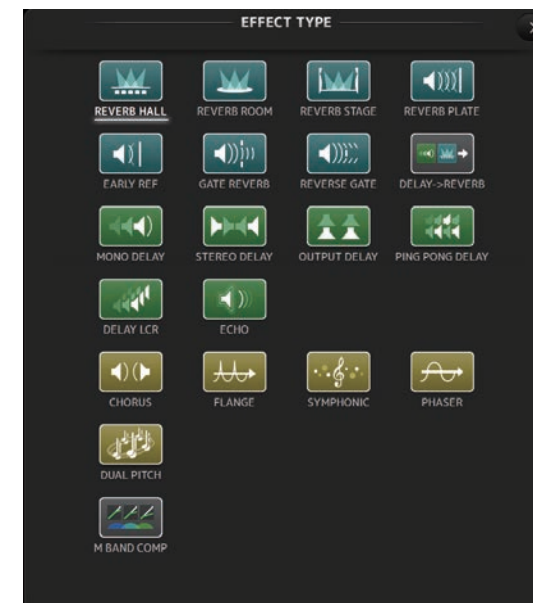 EFFECT TYPE
REVERB HALL REVERB ROOM REVERB STAGE REVERB PLATE
EARLY REF GATE REVERB REVERSE GATE DELAY->REVERB
MONO DELAY STEREO DELAY OUTPUT DELAY PING PONG DELAY
DELAY LCR ECHO
CHORUS FLANGE SYMPHONIC PHASER
DUAL PITCH
M BAND COMP